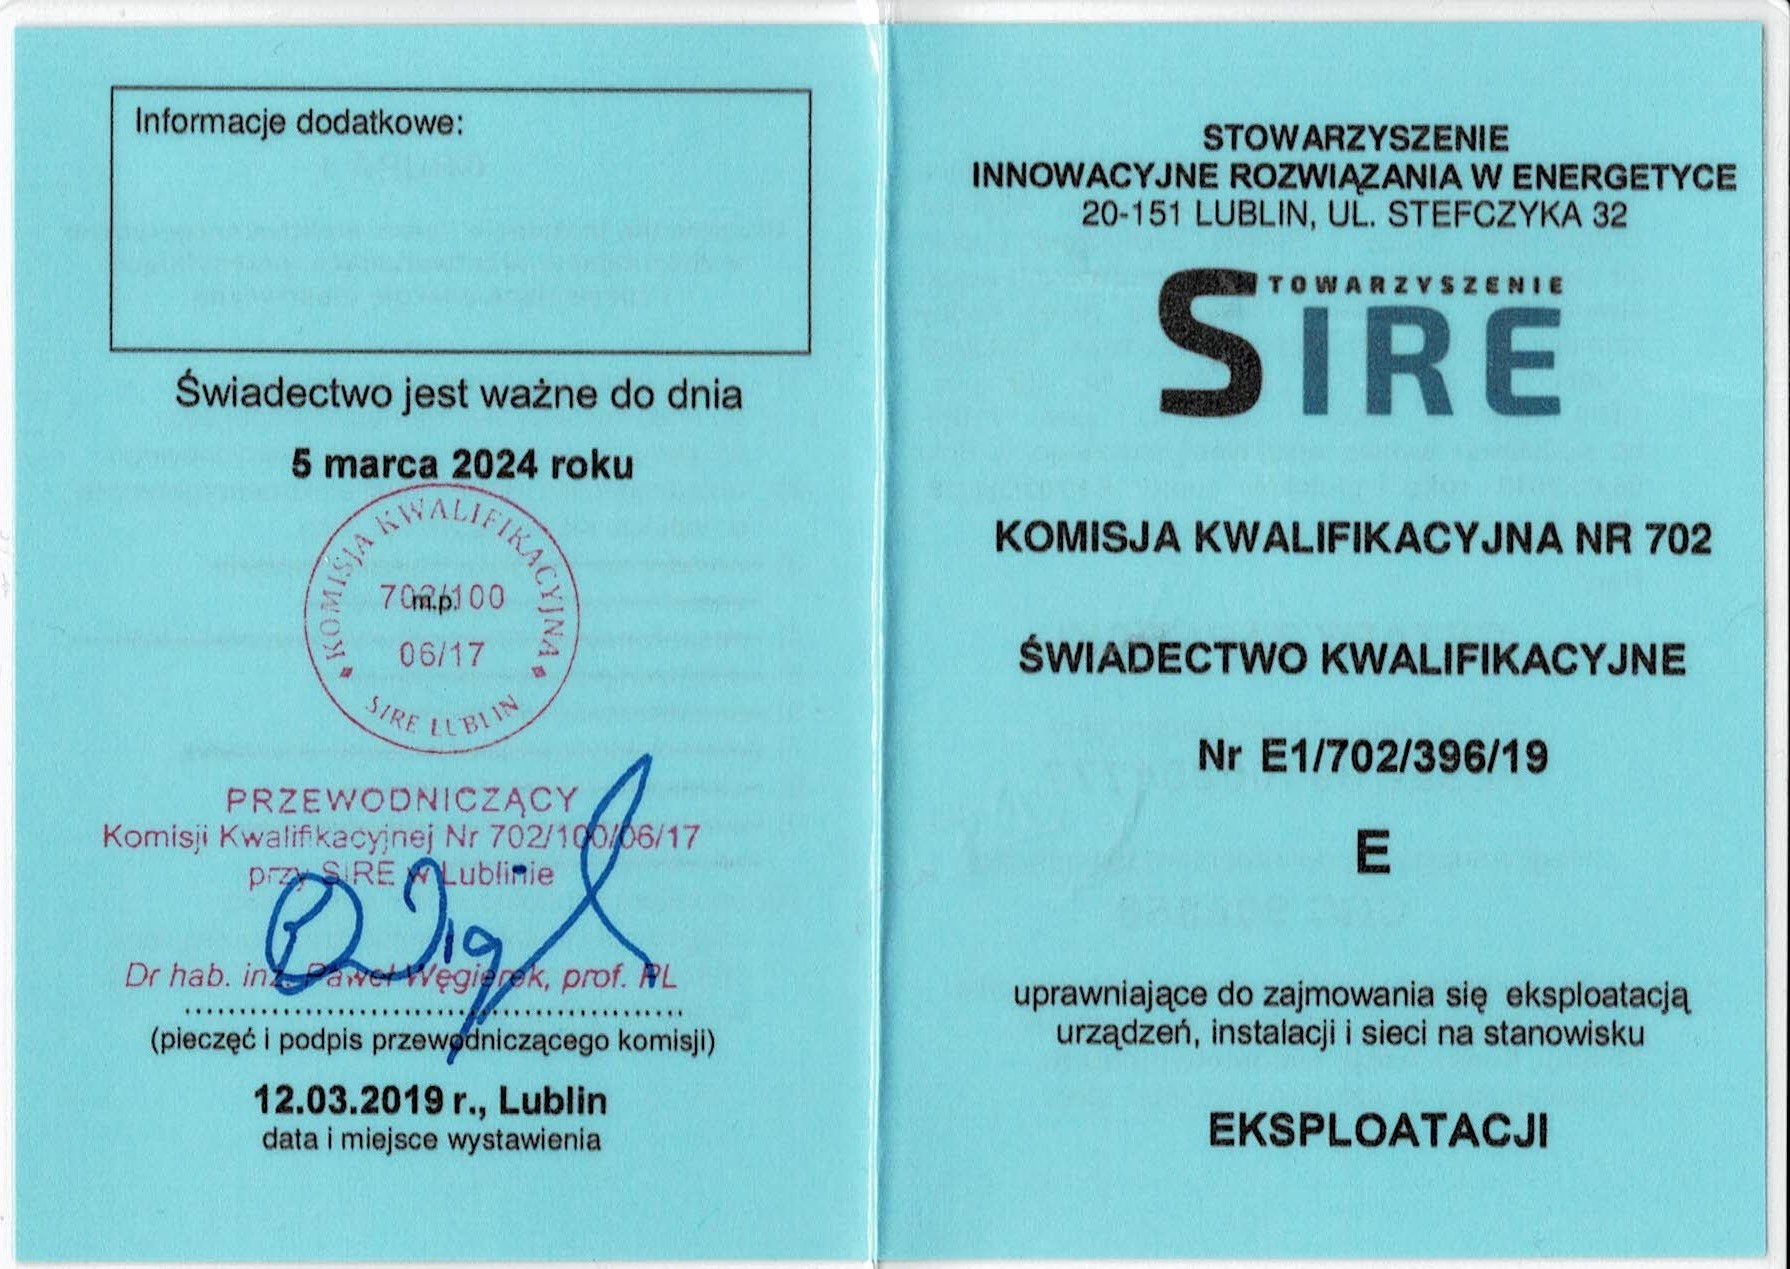 Informacje dodatkowe:
Świadectwo jest ważne do dnia
5 marca 2024 roku
KOMISJA KWALIFIKACYJNA
702/100
m.p.
06/17
SIRE LUBLIN
PRZEWODNICZĄCY
Komisji Kwalifikacyjnej Nr 702/100/06/17
przy SIRE w Lublinie
Dr hab. inż. Paweł Węgierek, prof. PL
(pieczęć i podpis przewodniczącego komisji)
12.03.2019 r., Lublin
data i miejsce wystawienia
STOWARZYSZENIE
INNOWACYJNE ROZWIĄZANIA W ENERGETYCE
20-151 LUBLIN, UL. STEFCZYKA 32
STOWARZYSZENIE
SIRE
KOMISJA KWALIFIKACYJNA NR 702
ŚWIADECTWO KWALIFIKACYJNE
Nr E1/702/396/19
E
uprawniające do zajmowania się eksploatacją
urządzeń, instalacji i sieci na stanowisku
EKSPLOATACJI